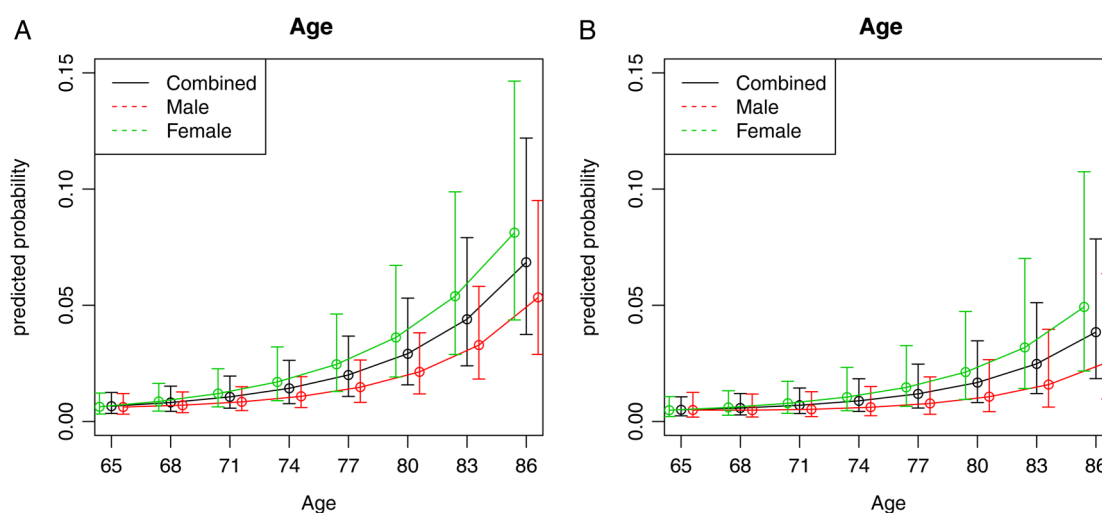 A
Age
Combined
Male
Female
predicted probability
0.15
0.10
0.05
0.00
65 68 71 74 77 80 83 86
Age
B
Age
Combined
Male
Female
predicted probability
0.15
0.10
0.05
0.00
65 68 71 74 77 80 83 86
Age